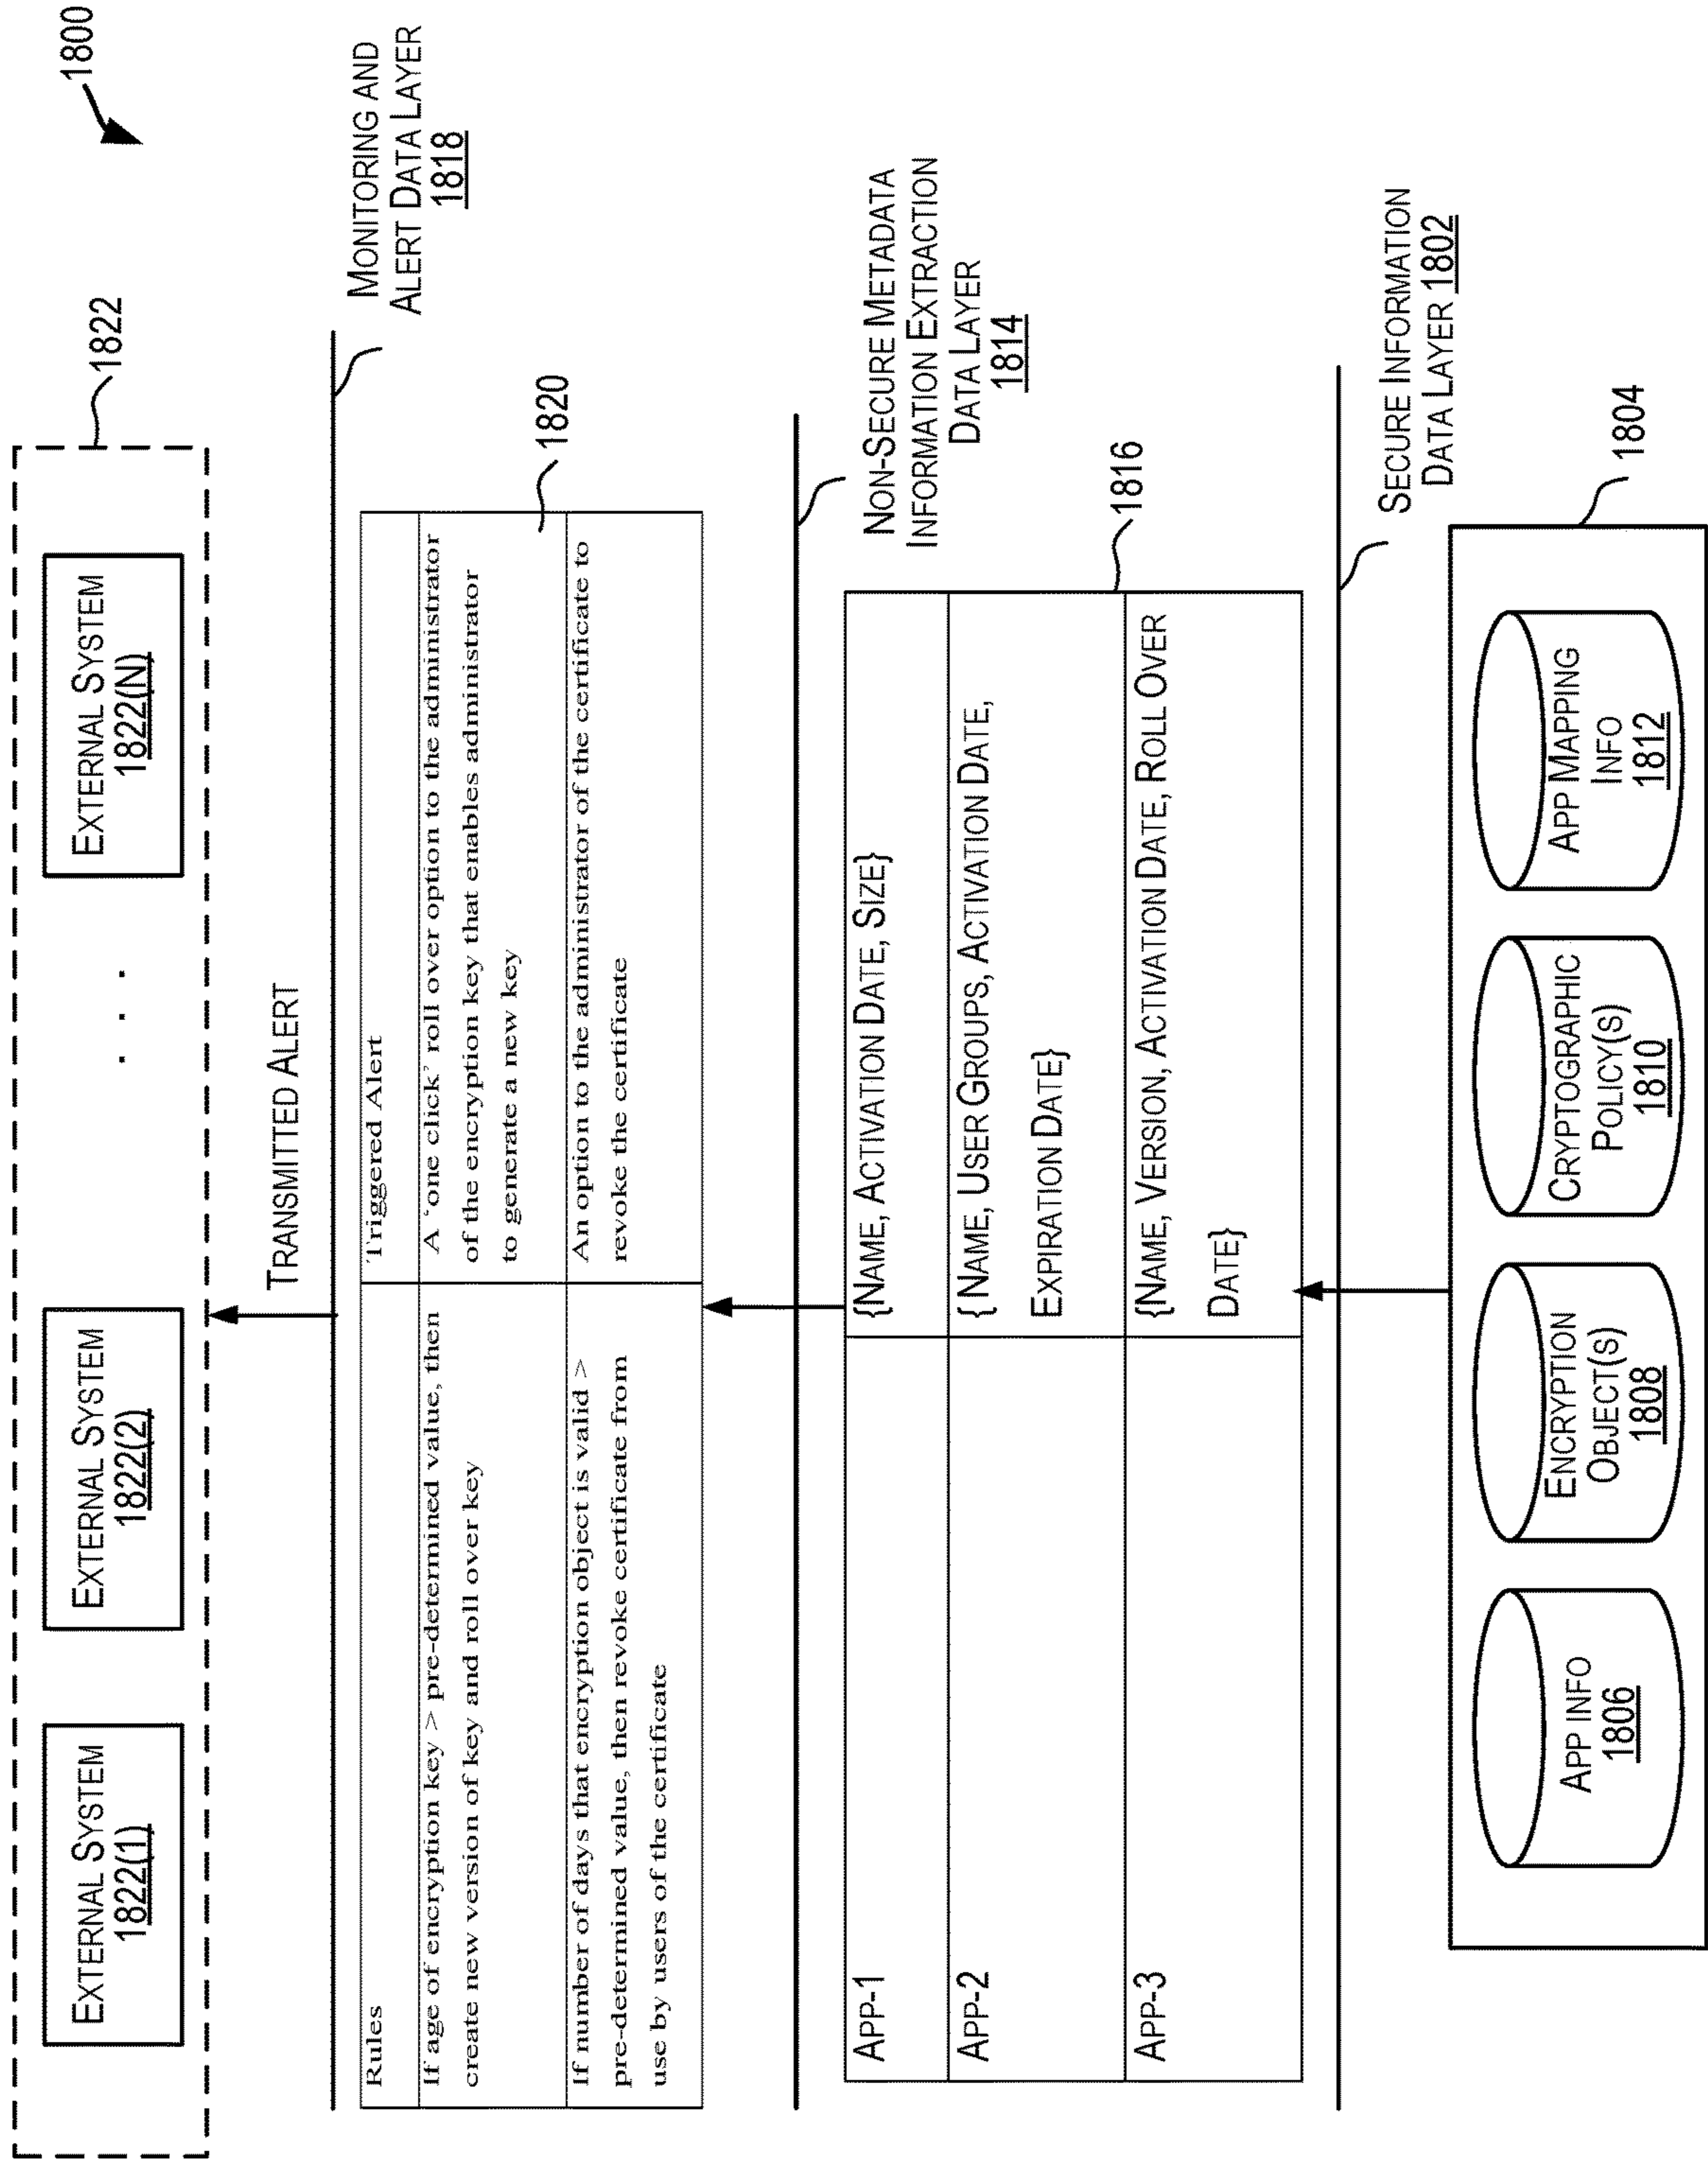 1800
1822
EXTERNAL SYSTEM
1822(1)
EXTERNAL SYSTEM
1822(2)
. . .
EXTERNAL SYSTEM
1822(N)
TRANSMITTED ALERT
MONITORING AND
ALERT DATA LAYER
1818
Rules
Triggered Alert
If age of encryption key > pre-determined value, then
create new version of key and roll over key
A 'one click' roll over option to the administrator
of the encryption key that enables administrator
to generate a new key
If number of days that encryption object is valid >
pre-determined value, then revoke certificate from
use by users of the certificate
An option to the administrator of the certificate to
revoke the certificate
1820
NON-SECURE METADATA
INFORMATION EXTRACTION
DATA LAYER
1814
APP-1
{NAME, ACTIVATION DATE, SIZE}
APP-2
{ NAME, USER GROUPS, ACTIVATION DATE,
EXPIRATION DATE}
APP-3
{NAME, VERSION, ACTIVATION DATE, ROLL OVER
DATE}
1816
SECURE INFORMATION
DATA LAYER 1802
1804
APP INFO
1806
ENCRYPTION
OBJECT(S)
1808
CRYPTOGRAPHIC
POLICY(S)
1810
APP MAPPING
INFO
1812